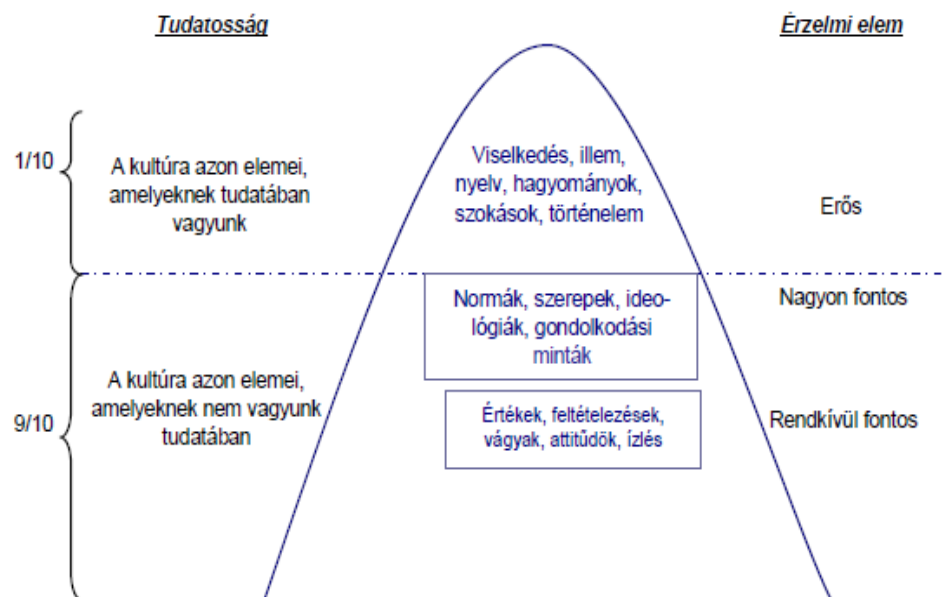 Tudatosság
Érzelmi elem
1/10
A kultúra azon elemei,
amelyeknek tudatában
vagyunk
Viselkedés, illem,
nyelv, hagyományok,
szokások, történelem
Erős
Nagyon fontos
Normák, szerepek, ideo-
lógiák, gondolkodási
minták
9/10
A kultúra azon elemei,
amelyeknek nem vagyunk
tudatában
Értékek, feltételezések,
vágyak, attitűdök, ízlés
Rendkívül fontos